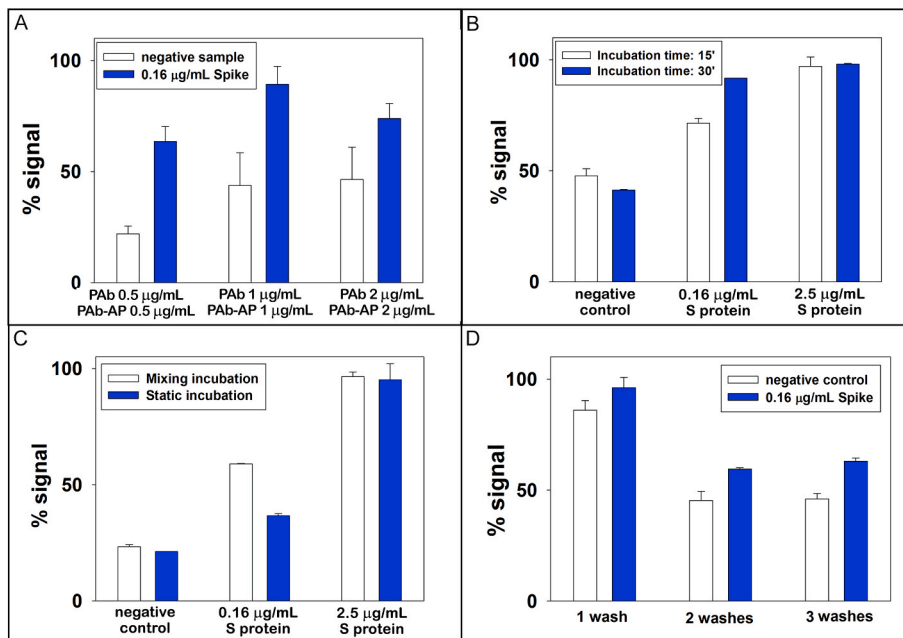 A
negative sample
0.16 μg/mL Spike
100
50
0
% signal
PAb 0.5 μg/mL PAb 1 μg/mL PAb 2 μg/mL
PAb-AP 0.5 μg/mL PAb-AP 1 μg/mL PAb-AP 2 μg/mL
B
Incubation time: 15'
Incubation time: 30'
100
50
0
% signal
negative 0.16 μg/mL 2.5 μg/mL
control S protein S protein
C
Mixing incubation
Static incubation
100
50
0
% signal
negative 0.16 μg/mL 2.5 μg/mL
control S protein S protein
D
negative control
0.16 μg/mL Spike
100
50
0
% signal
1 wash 2 washes 3 washes